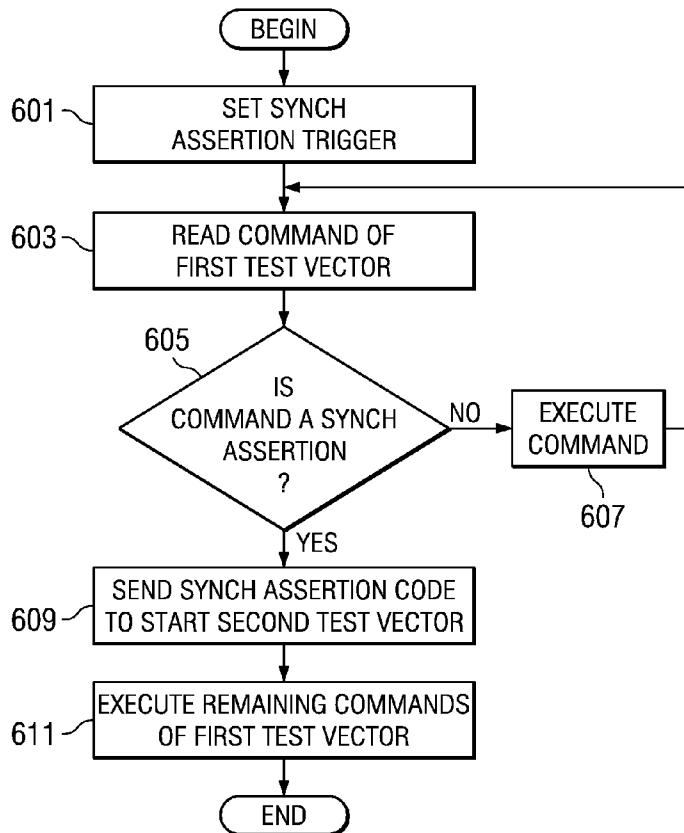 BEGIN
601
SET SYNCH
ASSERTION TRIGGER
603
READ COMMAND OF
FIRST TEST VECTOR
605
IS
COMMAND A SYNCH
ASSERTION
?
NO
EXECUTE
COMMAND
607
YES
609
SEND SYNCH ASSERTION CODE
TO START SECOND TEST VECTOR
611
EXECUTE REMAINING COMMANDS
OF FIRST TEST VECTOR
END